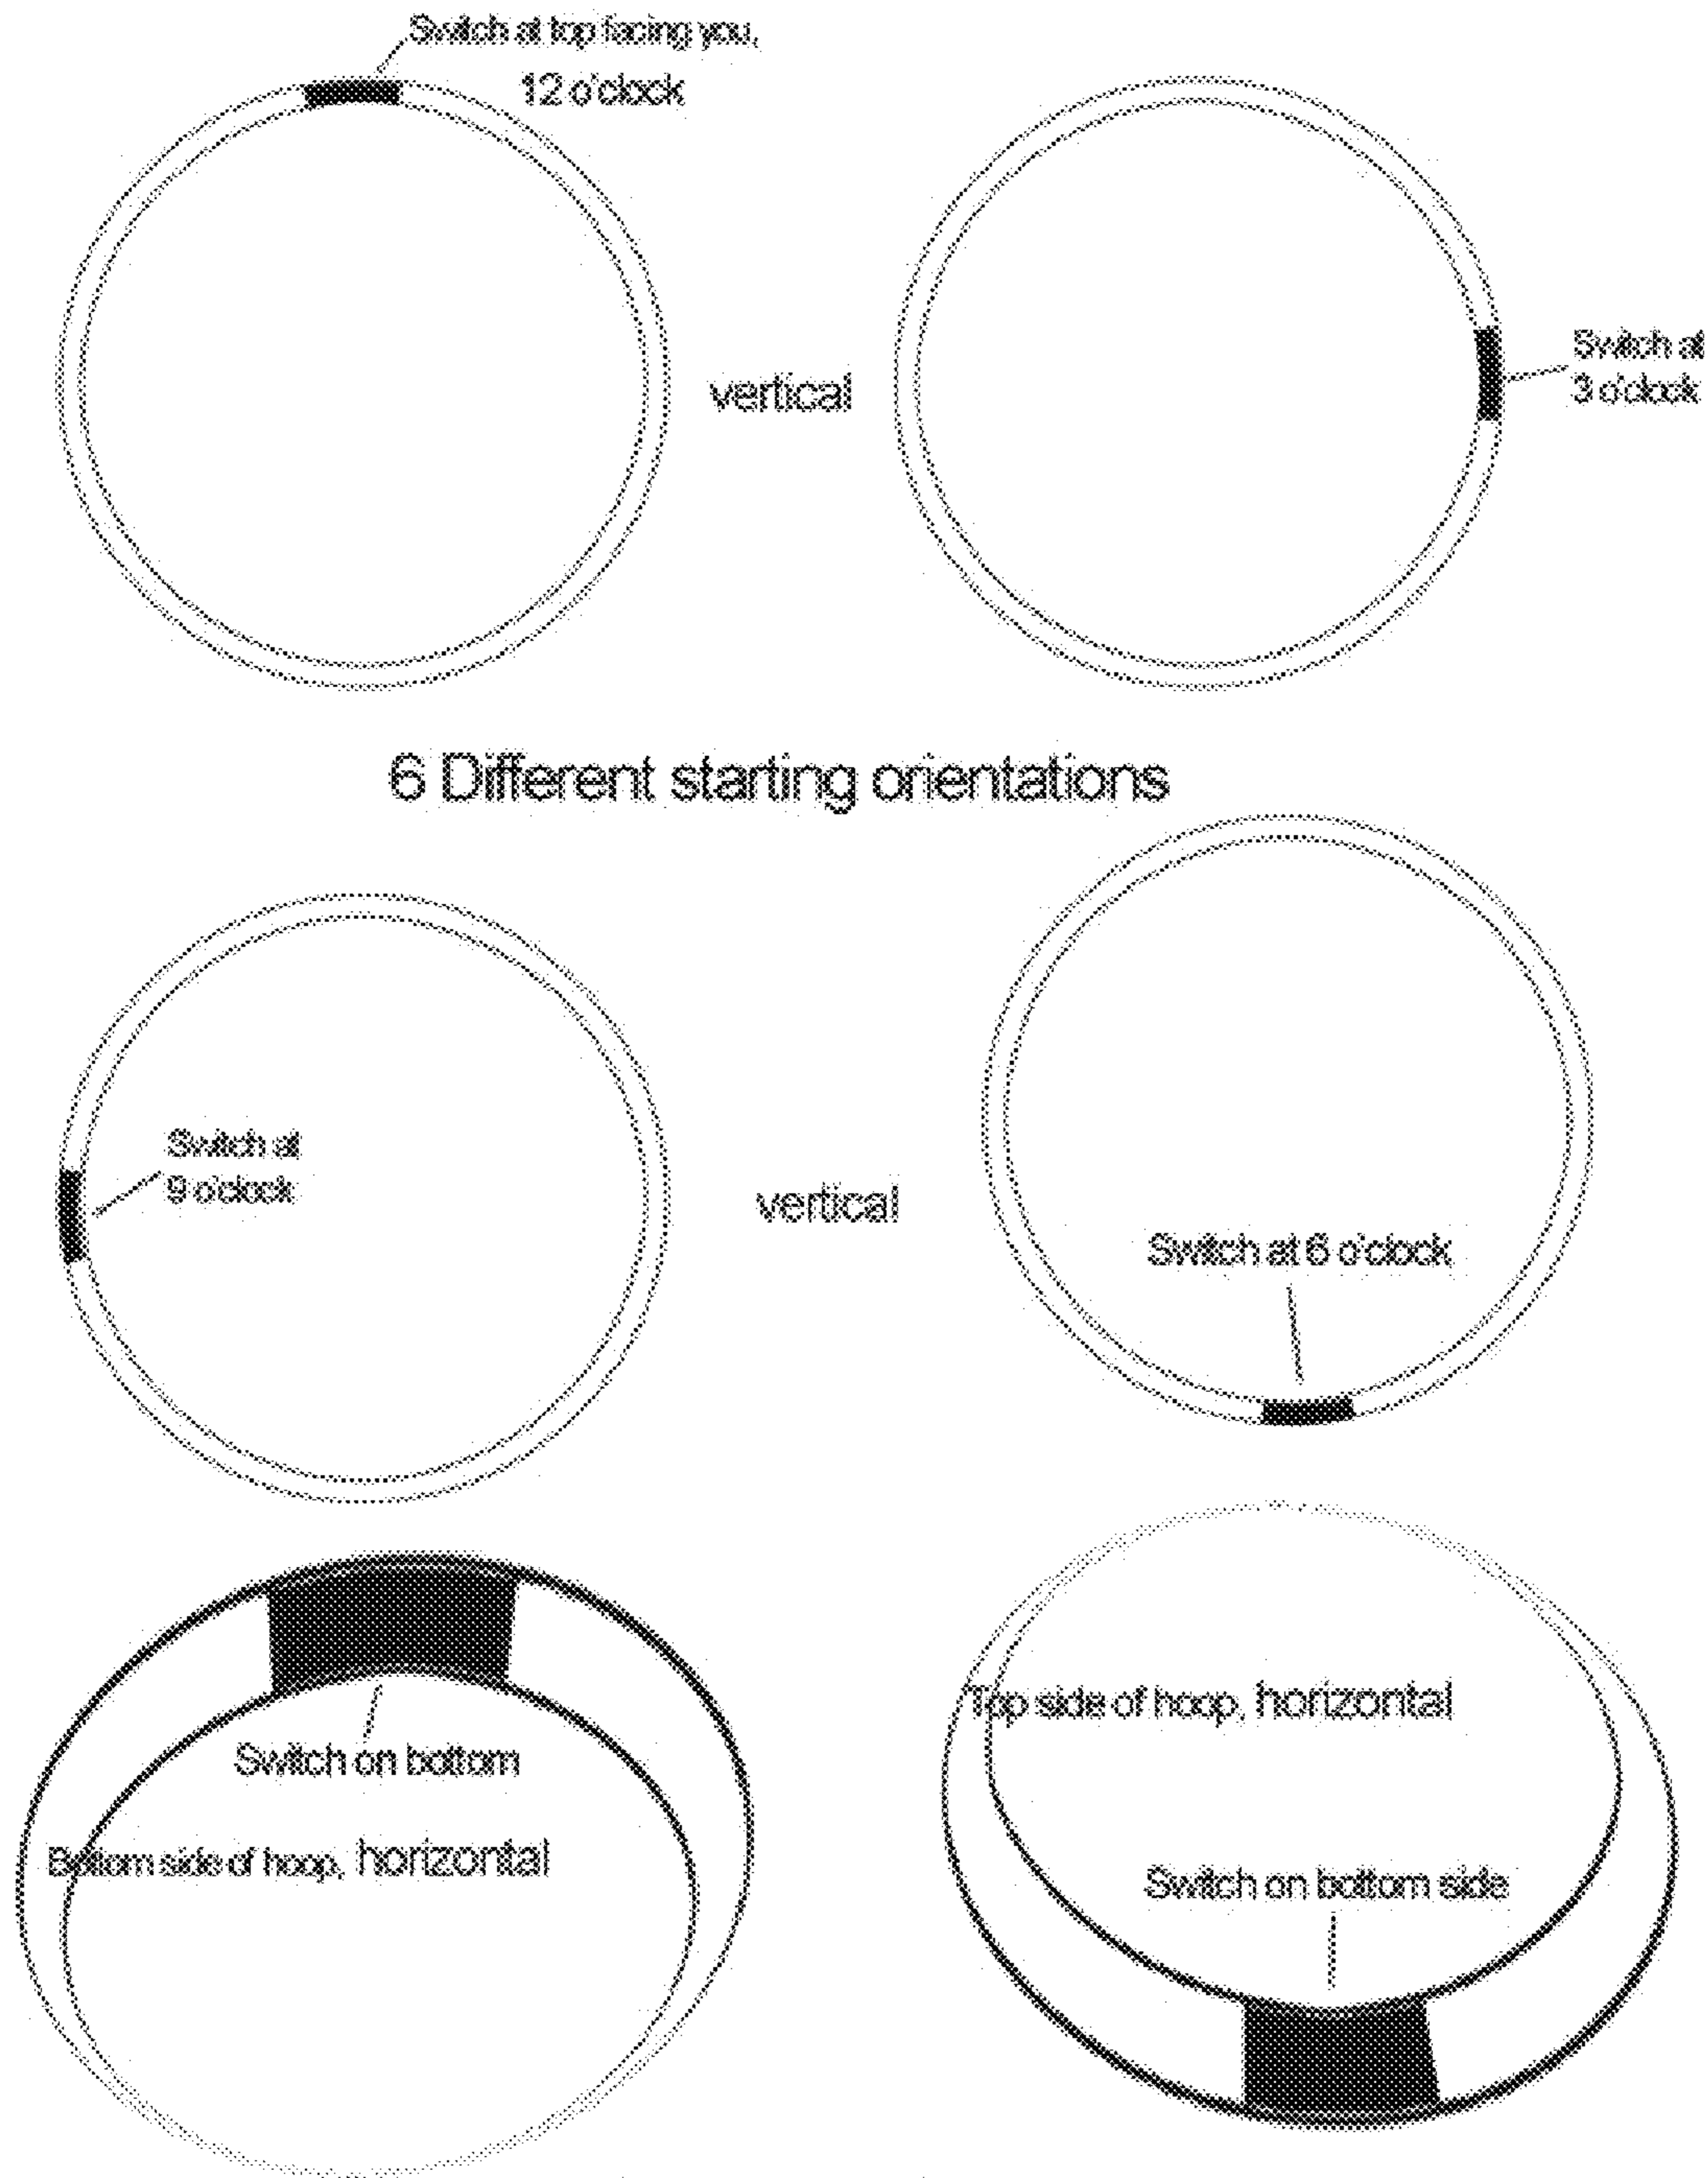 Switch at top facing you,
12 o'clock
vertical
Switch at
3 o'clock
6 Different starting orientations
Switch at
9 o'clock
vertical
Switch at 6 o'clock
Switch on bottom
Bottom side of hoop, horizontal
Top side of hoop, horizontal
Switch on bottom side